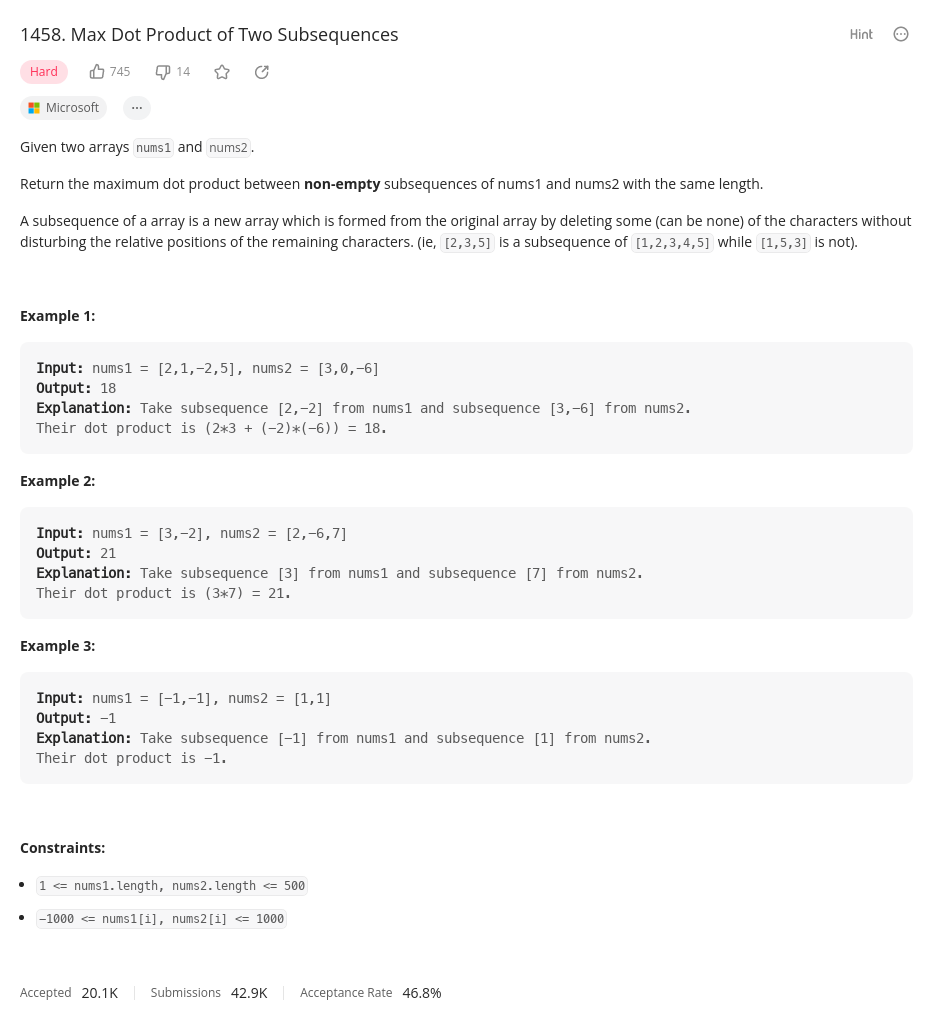 1458. Max Dot Product of Two Subsequences
Hint
Hard
745
14
Microsoft
...
Given two arrays nums1 and nums2.
Return the maximum dot product between non-empty subsequences of nums1 and nums2 with the same length.
A subsequence of a array is a new array which is formed from the original array by deleting some (can be none) of the characters without
disturbing the relative positions of the remaining characters. (ie, [2,3,5] is a subsequence of [1,2,3,4,5] while [1,5,3] is not).
Example 1:
Input: nums1 = [2,1,-2,5], nums2 = [3,0,-6]
Output: 18
Explanation: Take subsequence [2,-2] from nums1 and subsequence [3,-6] from nums2.
Their dot product is (2*3 + (-2)*(-6)) = 18.
Example 2:
Input: nums1 = [3,-2], nums2 = [2,-6,7]
Output: 21
Explanation: Take subsequence [3] from nums1 and subsequence [7] from nums2.
Their dot product is (3*7) = 21.
Example 3:
Input: nums1 = [-1,-1], nums2 = [1,1]
Output: -1
Explanation: Take subsequence [-1] from nums1 and subsequence [1] from nums2.
Their dot product is -1.
Constraints:
• 1 <= nums1.length, nums2.length <= 500
• -1000 <= nums1[i], nums2[i] <= 1000
Accepted 20.1K Submissions 42.9K Acceptance Rate 46.8%